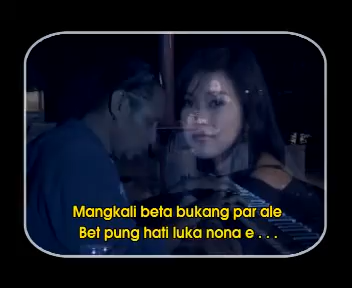 Mangkali beta bukang par ale
Bet pung hati luka nona e . . .